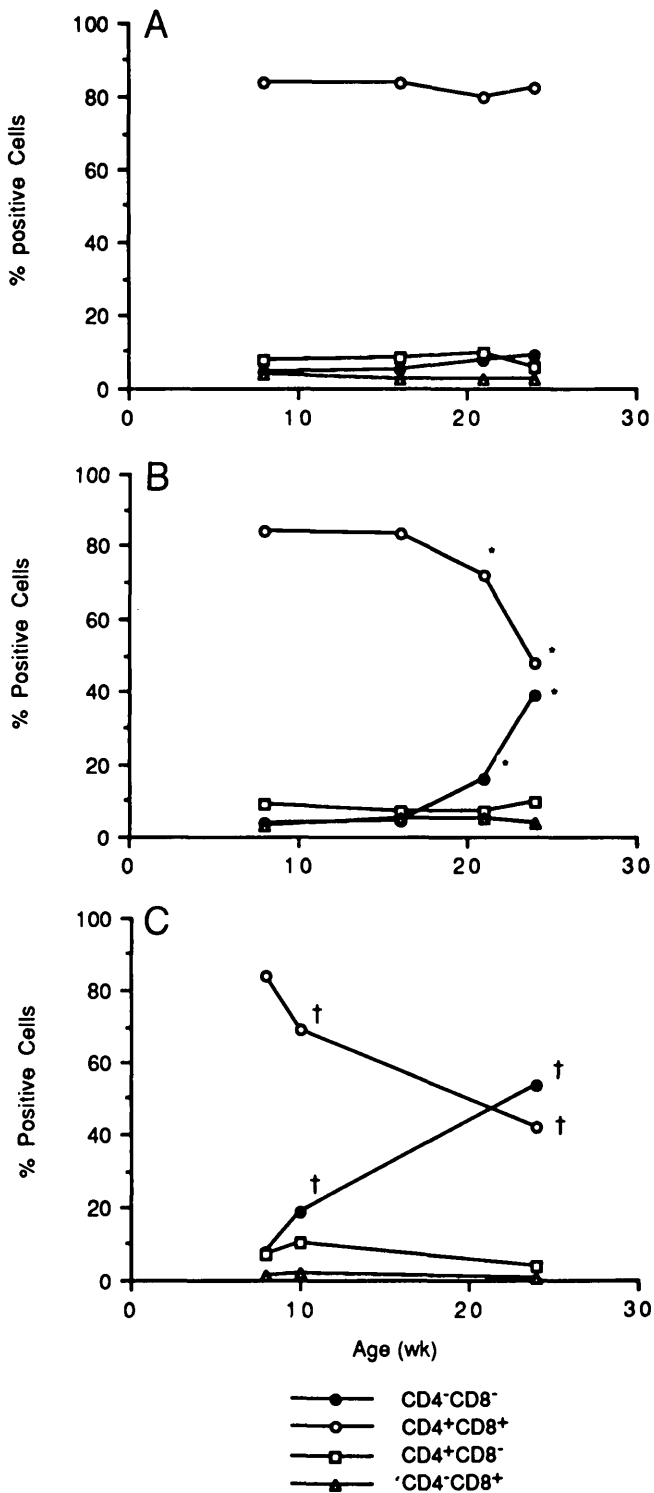 A
100
80
60
40
20
0
% positive Cells
0 10 20 30
B
100
80
60
40
20
0
% Positive Cells
*
*
*
*
0 10 20 30
C
100
80
60
40
20
0
% Positive Cells
†
†
†
†
0 10 20 30
Age (wk)
CD4⁻CD8⁻
CD4⁺CD8⁺
CD4⁺CD8⁻
CD4⁻CD8⁺